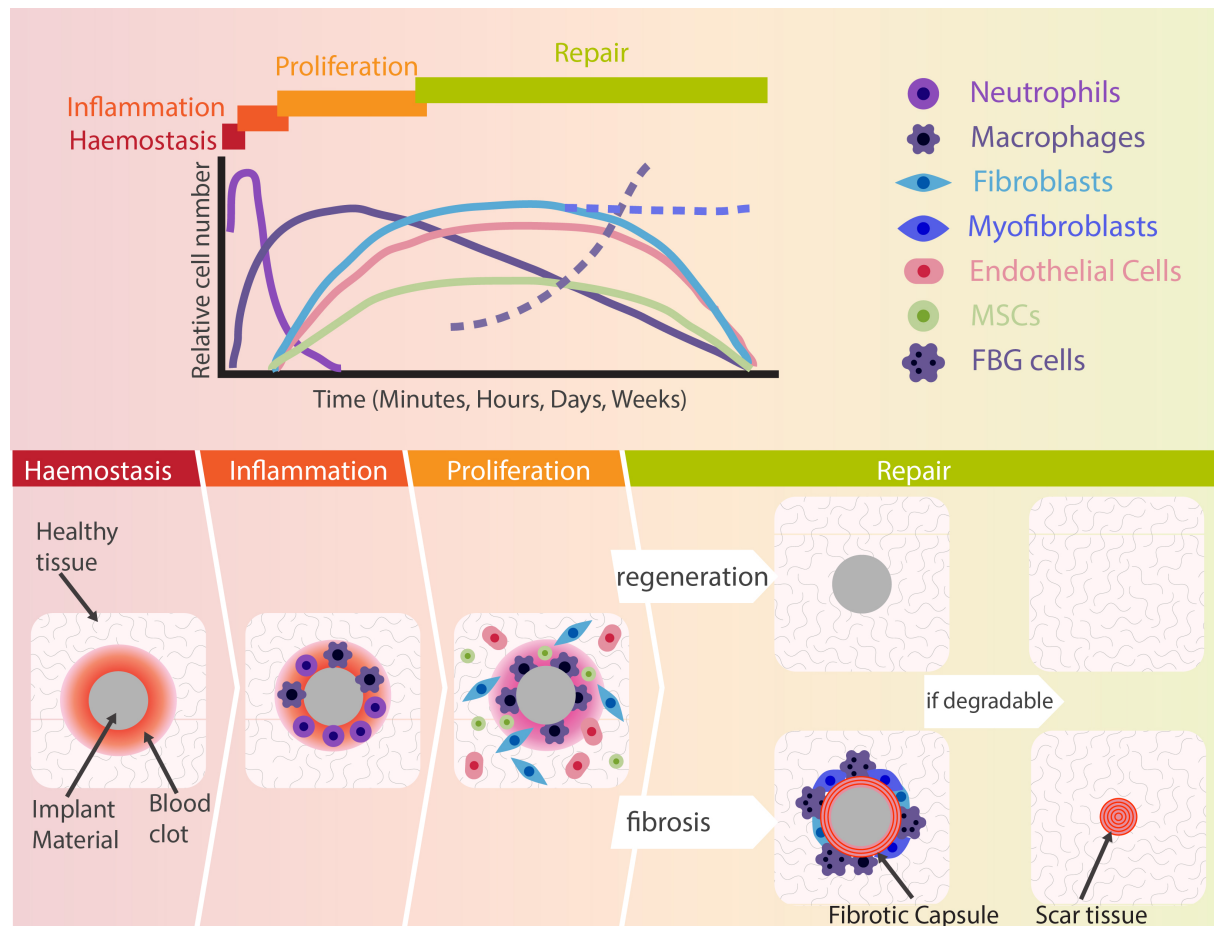 Repair
Proliferation
Inflammation
Haemostasis
Relative cell number
Time (Minutes, Hours, Days, Weeks)
Neutrophils
Macrophages
Fibroblasts
Myofibroblasts
Endothelial Cells
MSCs
FBG cells
Haemostasis
Inflammation
Proliferation
Repair
Healthy
tissue
Implant
Material
Blood
clot
regeneration
if degradable
fibrosis
Fibrotic Capsule
Scar tissue